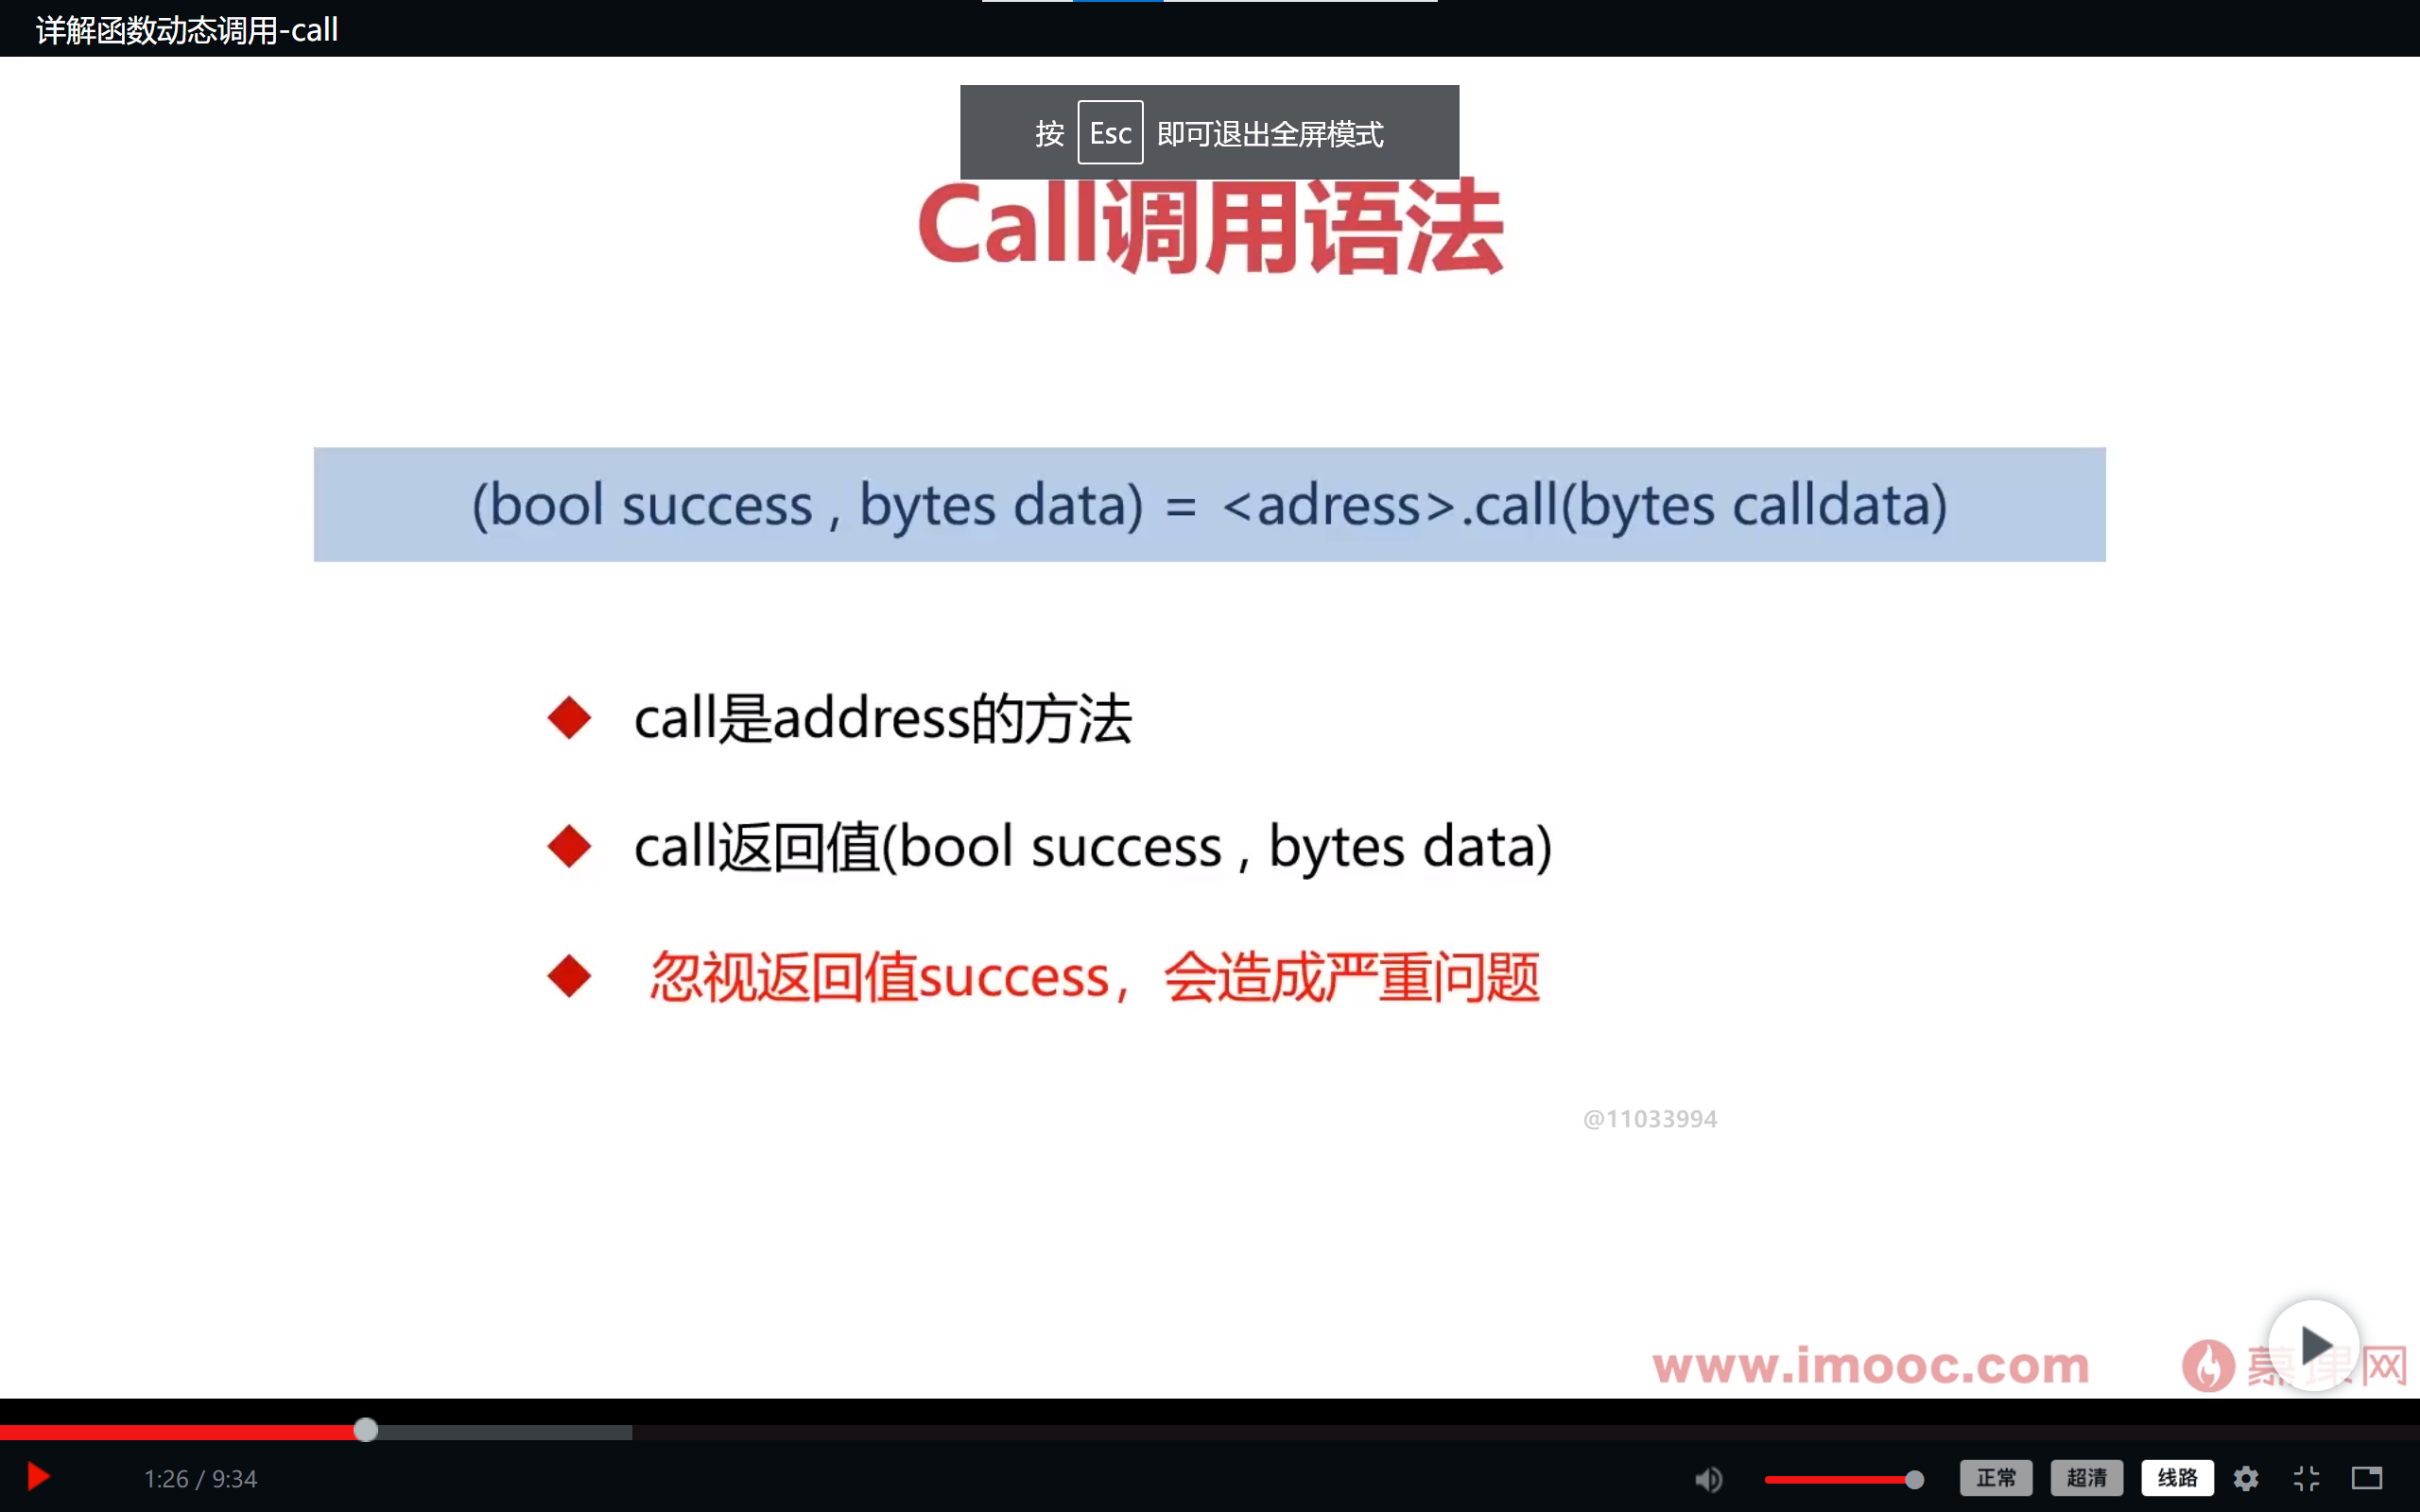 详解函数动态调用-call
按 Esc 即可退出全屏模式
Call调用语法
(bool success , bytes data) = <adress>.call(bytes calldata)
call是address的方法
call返回值(bool success , bytes data)
忽视返回值success，会造成严重问题
@11033994
www.imooc.com 慕课网
1:26 / 9:34 正常 超清 线路